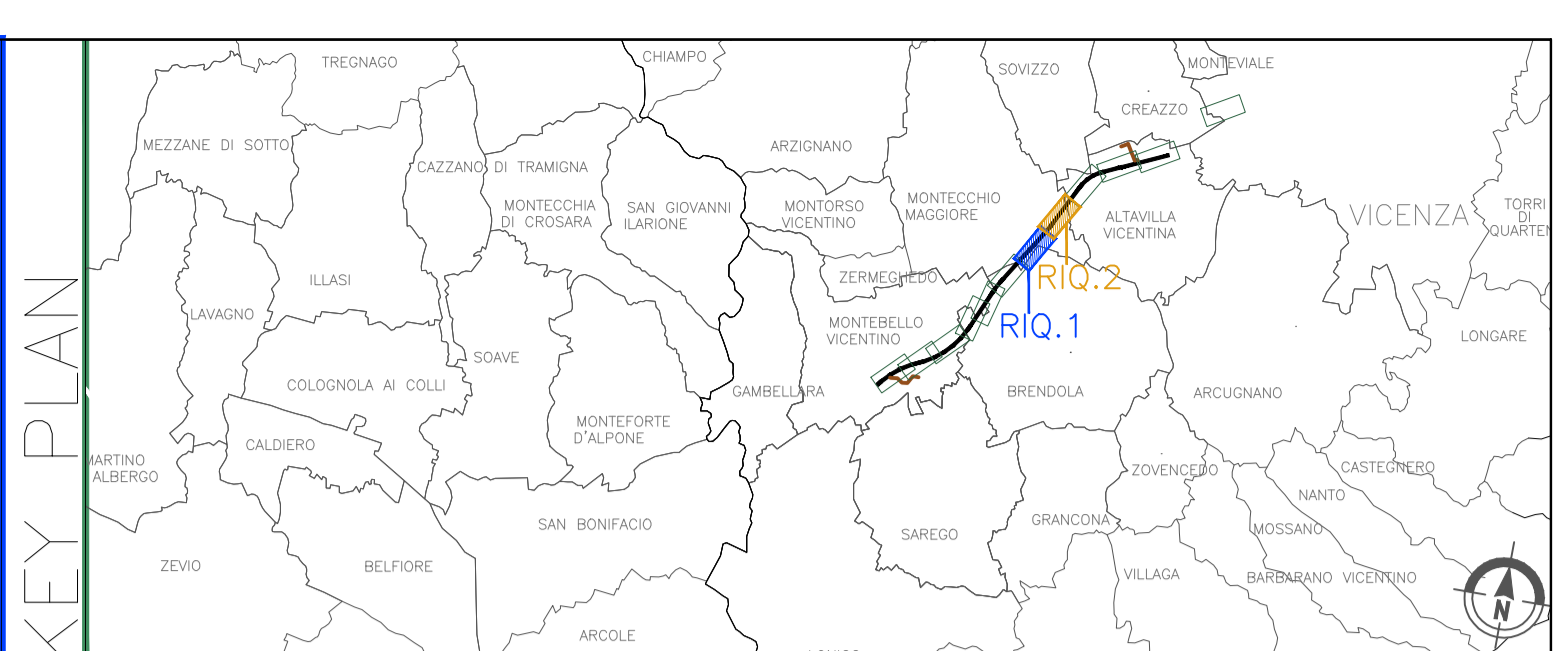 KEY PLAN
TREGNAGO
CHIAMPO
SOVIZZO
MONTEVIALE
CREAZZO
MEZZANE DI SOTTO
ARZIGNANO
CAZZANO DI TRAMIGNA
MONTECCHIA
DI CROSARA
SAN GIOVANNI
ILARIONE
MONTORSO
VICENTINO
MONTECCHIO
MAGGIORE
ALTAVILLA
VICENTINA
VICENZA
TORRI
DI
QUARTE
ILLASI
ZERMEGHEDO
RIQ.2
LAVAGNO
RIQ.1
MONTEBELLO
VICENTINO
LONGARE
SOAVE
COLOGNOLA AI COLLI
GAMBELLARA
BRENDOLA
ARCUGNANO
MONTEFORTE
D'ALPONE
CALDIERO
MARTINO
ALBERGO
ZOVENCEDO
CASTEGNERO
NANTO
SAN BONIFACIO
SAREGO
GRANCONA
MOSSANO
ZEVIO
BELFIORE
VILLAGA
BARBARANO VICENTINO
N
ARCOLE